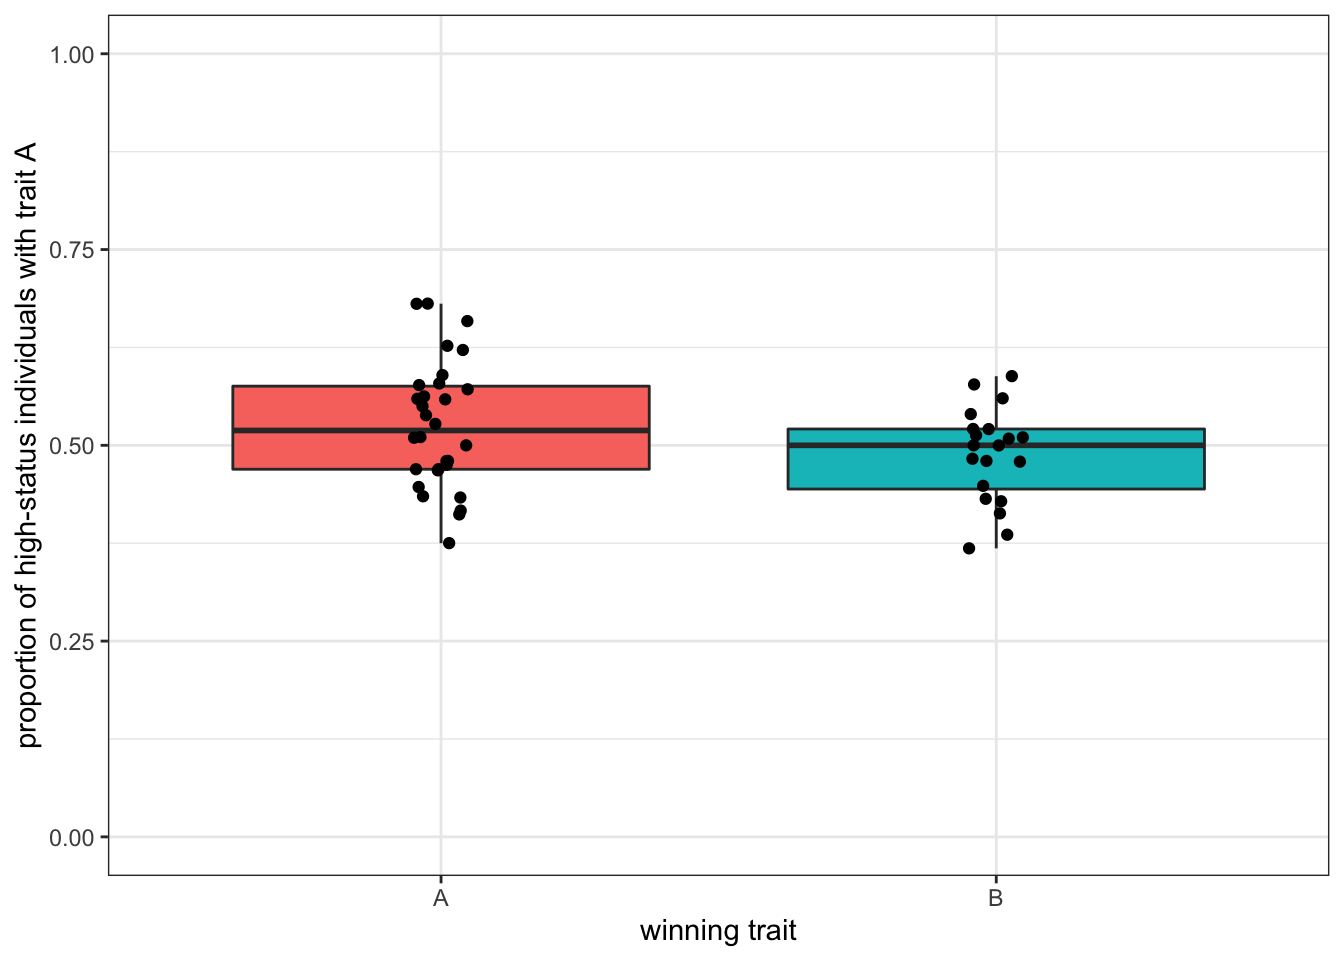 1.00
0.75
0.50
0.25
0.00
proportion of high-status individuals with trait A
A
B
winning trait